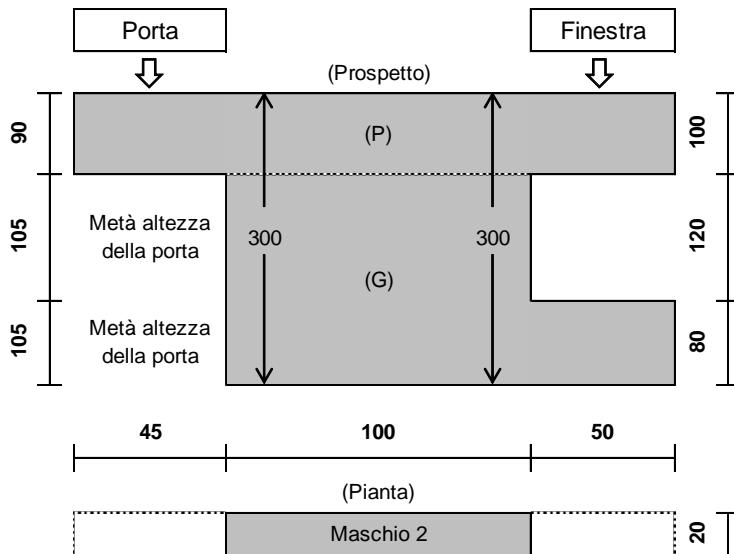 Porta
Finestra
(Prospetto)
90
(P)
100
Metà altezza
della porta
105
300
300
120
(G)
Metà altezza
della porta
105
80
45
100
50
(Pianta)
Maschio 2
20